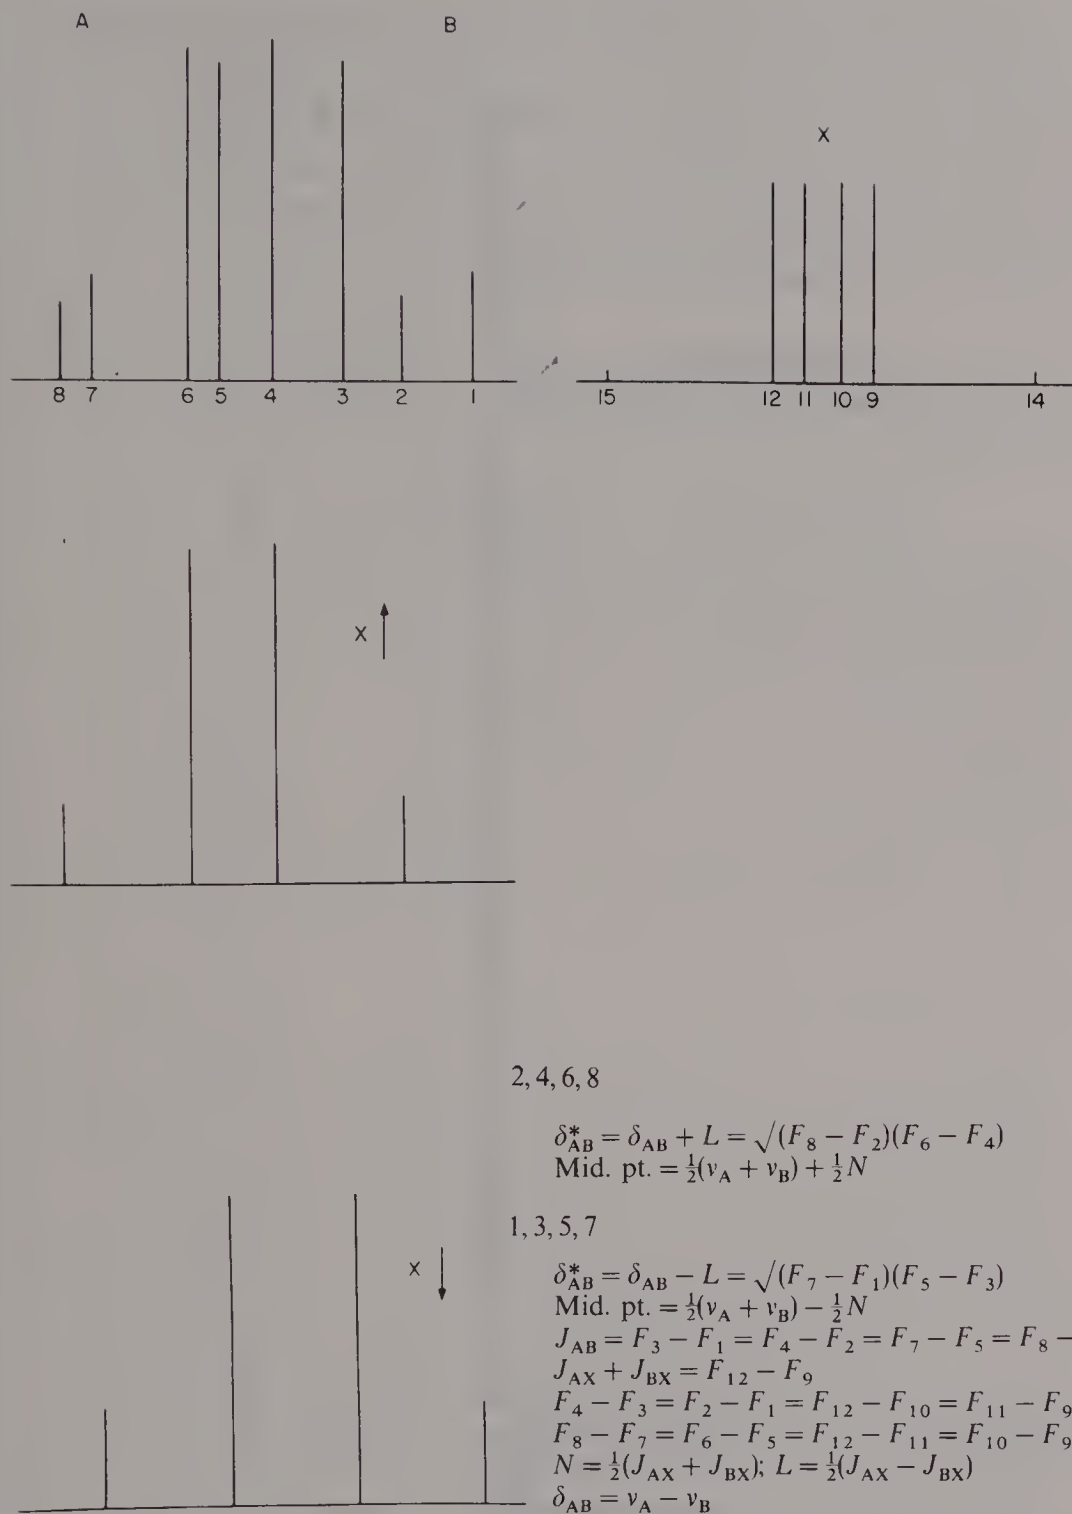 A B
X
8 7 6 5 4 3 2 1 15 12 11 10 9 14
X
2, 4, 6, 8
δ*AB = δAB + L = √(F8 − F2)(F6 − F4)
Mid. pt. = ½(νA + νB) + ½N
1, 3, 5, 7
X
δ*AB = δAB − L = √(F7 − F1)(F5 − F3)
Mid. pt. = ½(νA + νB) − ½N
JAB = F3 − F1 = F4 − F2 = F7 − F5 = F8 −
JAX + JBX = F12 − F9
F4 − F3 = F2 − F1 = F12 − F10 = F11 − F9
F8 − F7 = F6 − F5 = F12 − F11 = F10 − F9
N = ½(JAX + JBX); L = ½(JAX − JBX)
δAB = νA − νB